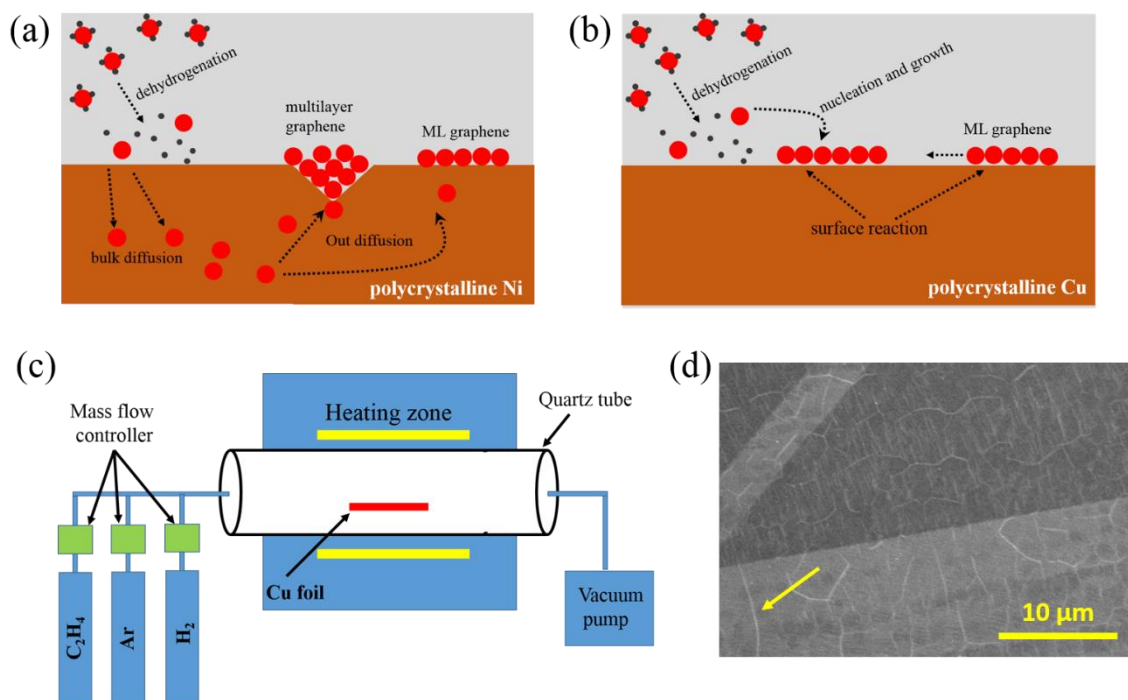 (a)
dehydrogenation
multilayer
graphene
ML graphene
bulk diffusion
Out diffusion
polycrystalline Ni
(b)
dehydrogenation
nucleation and growth
ML graphene
surface reaction
polycrystalline Cu
(c)
Mass flow
controller
Heating zone
Quartz tube
Cu foil
C₂H₄
Ar
H₂
Vacuum
pump
(d)
10 µm